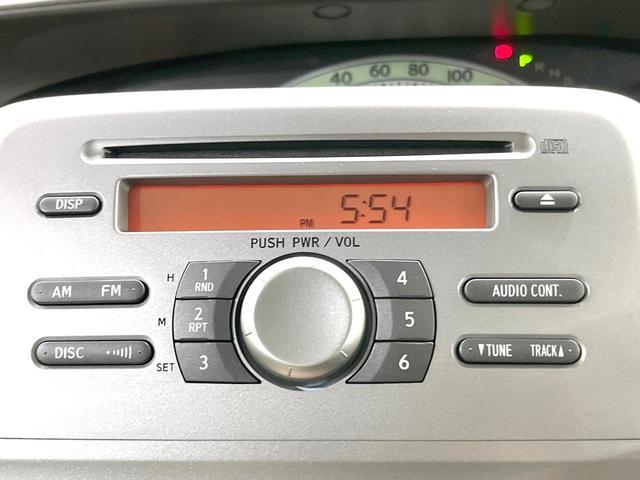 40 60 80 100
P R N D
DISC
DISP
PM 5:54
PUSH PWR / VOL
AM FM
H
1 RND
4
AUDIO CONT.
M
2 RPT
5
DISC
SET
3
6
▼TUNE TRACK▲